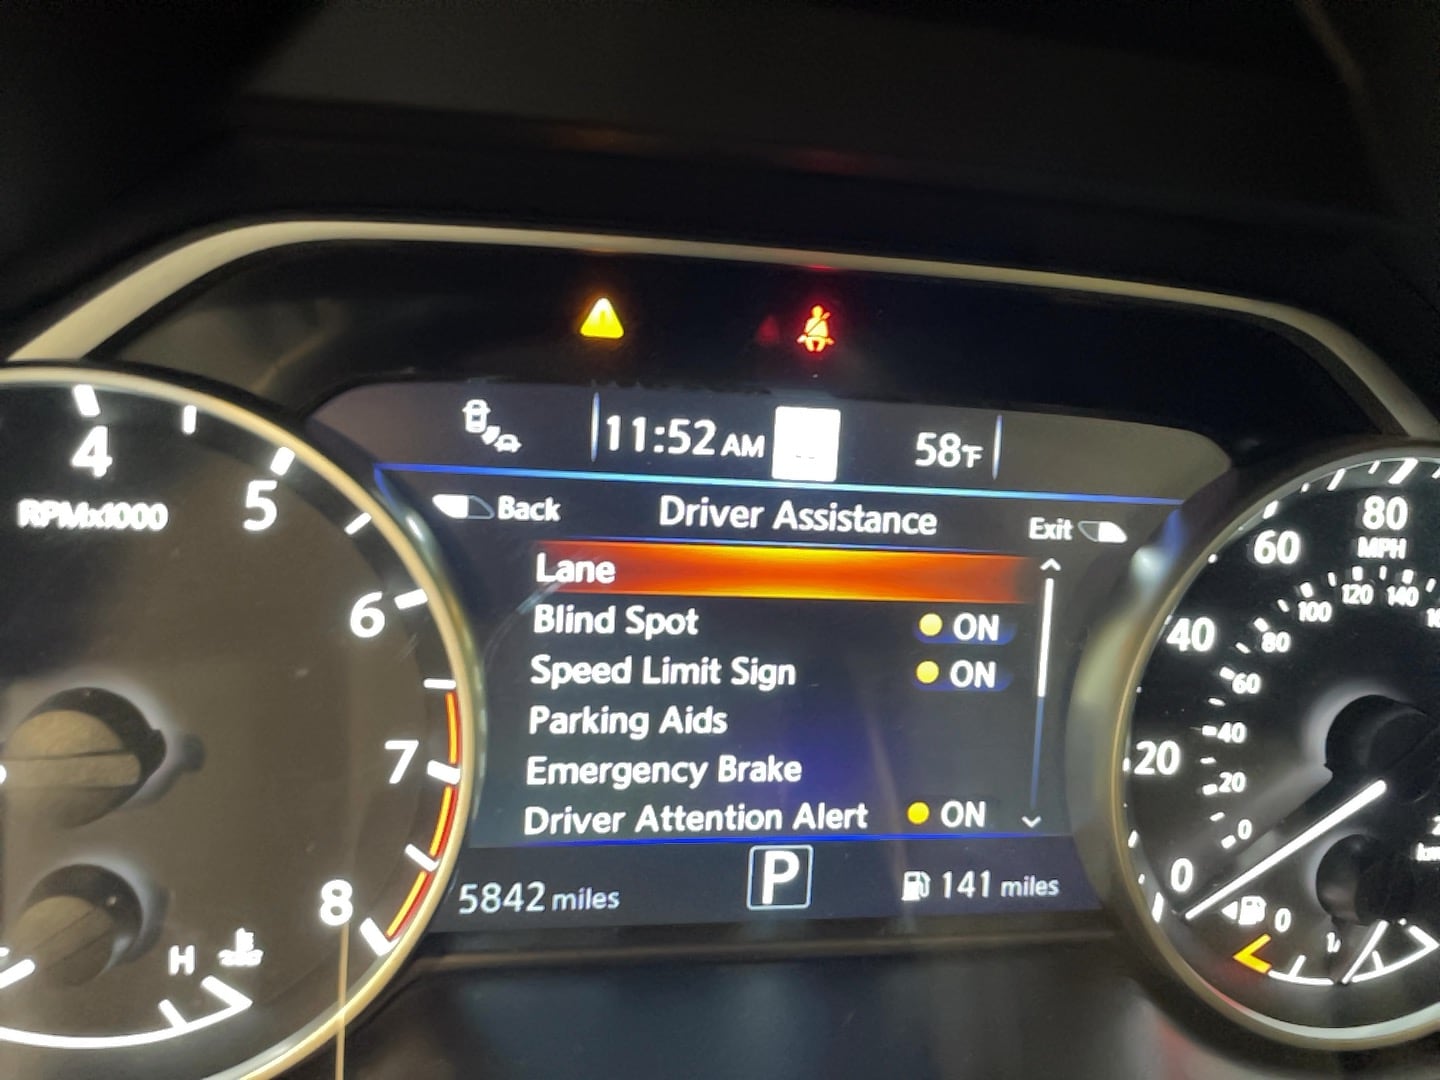 11:52 AM 58°F
Back Driver Assistance Exit
Lane
Blind Spot ON
Speed Limit Sign ON
Parking Aids
Emergency Brake
Driver Attention Alert ON
5842 miles P 141 miles
4
RPMx1000
5
6
7
8
H
80
MPH
60
40
20
0
140
120
100
80
60
40
20
0
0